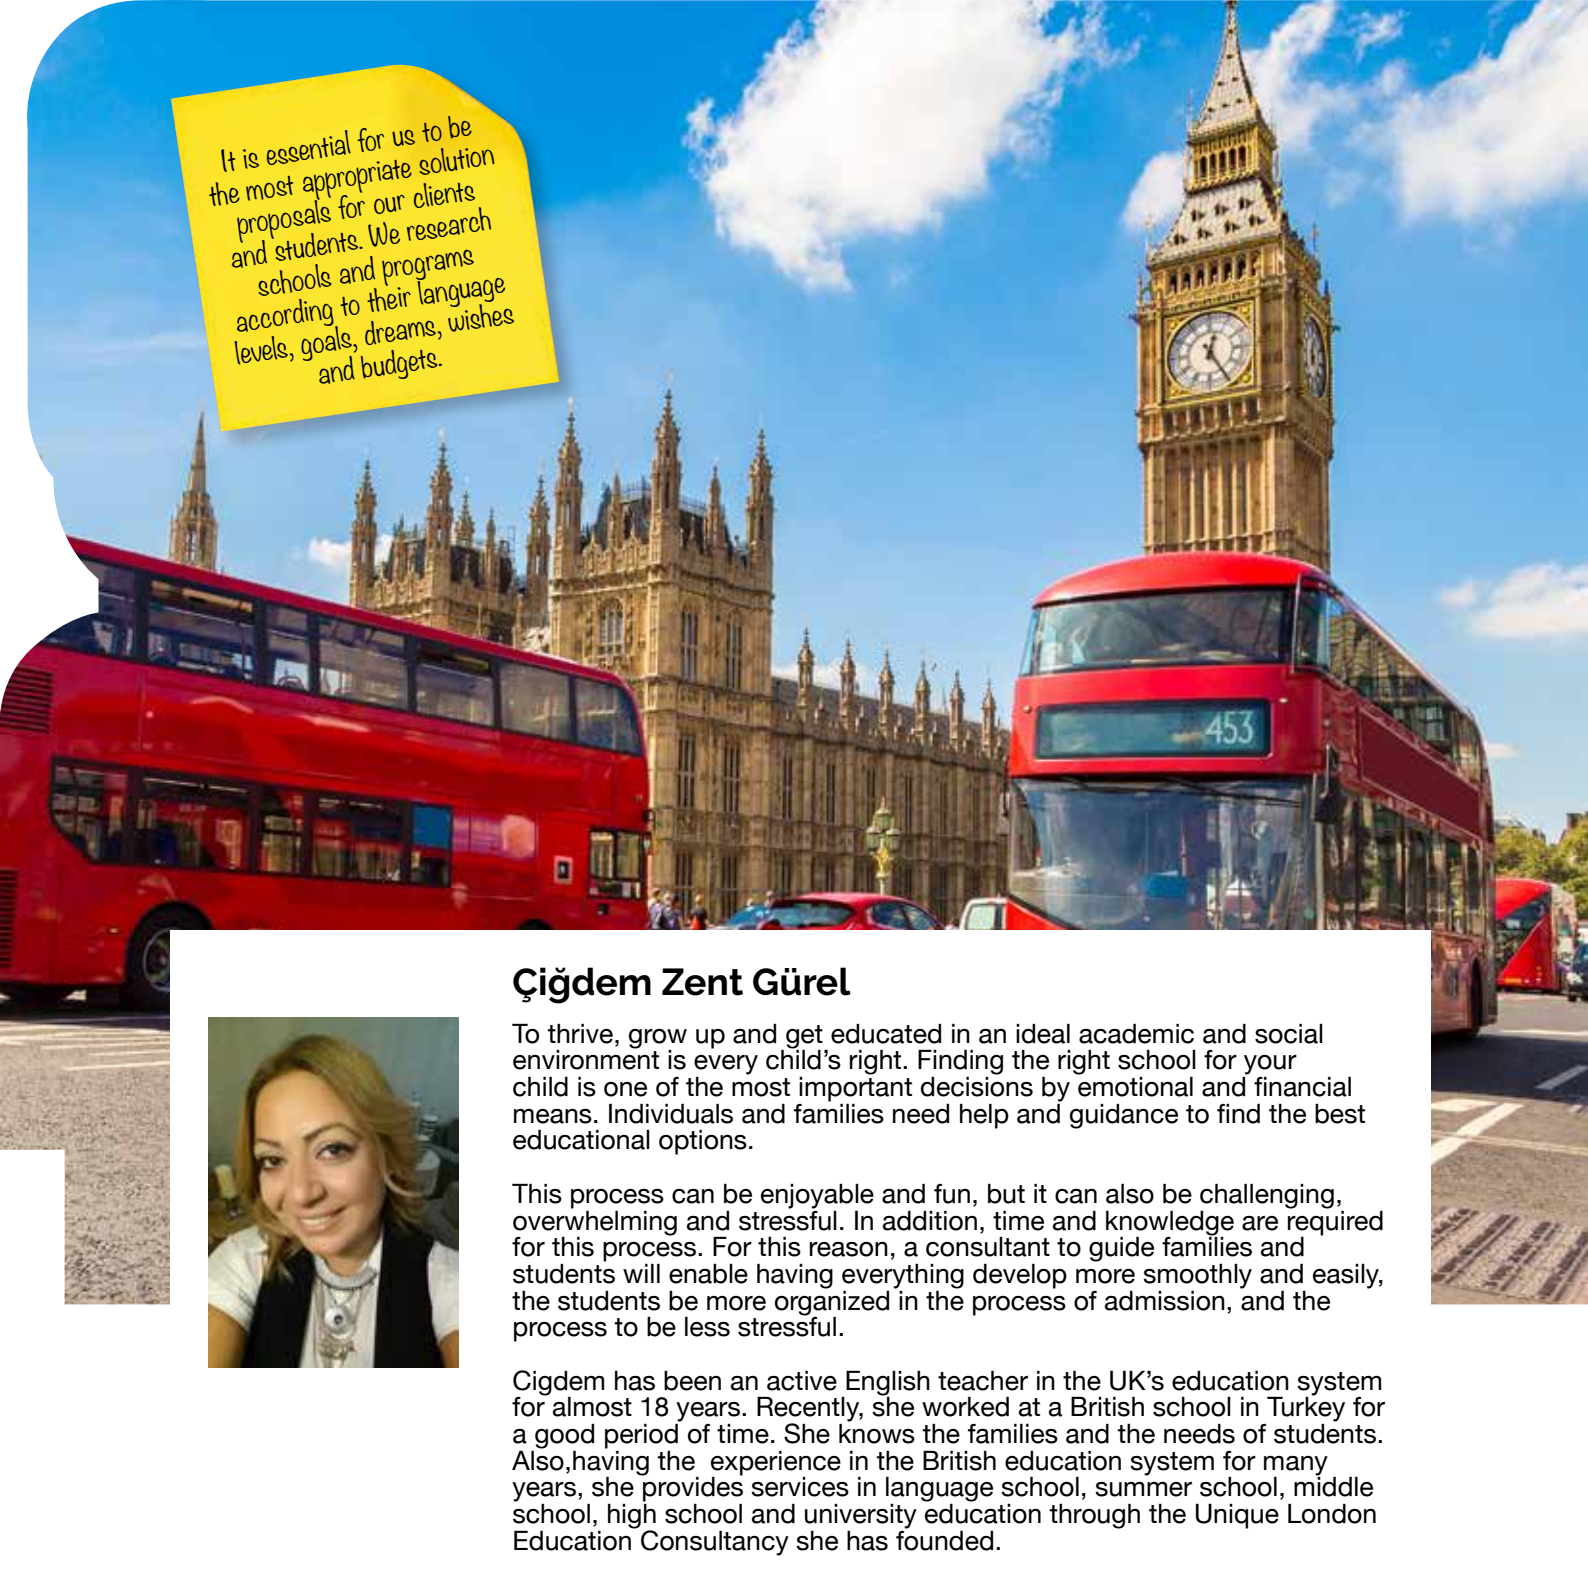 It is essential for us to be
the most appropriate solution
proposals for our clients
and students. We research
schools and programs
according to their language
levels, goals, dreams, wishes
and budgets.
453
Çiğdem Zent Gürel
To thrive, grow up and get educated in an ideal academic and social
environment is every child’s right. Finding the right school for your
child is one of the most important decisions by emotional and financial
means. Individuals and families need help and guidance to find the best
educational options.
This process can be enjoyable and fun, but it can also be challenging,
overwhelming and stressful. In addition, time and knowledge are required
for this process. For this reason, a consultant to guide families and
students will enable having everything develop more smoothly and easily,
the students be more organized in the process of admission, and the
process to be less stressful.
Cigdem has been an active English teacher in the UK’s education system
for almost 18 years. Recently, she worked at a British school in Turkey for
a good period of time. She knows the families and the needs of students.
Also,having the  experience in the British education system for many
years, she provides services in language school, summer school, middle
school, high school and university education through the Unique London
Education Consultancy she has founded.